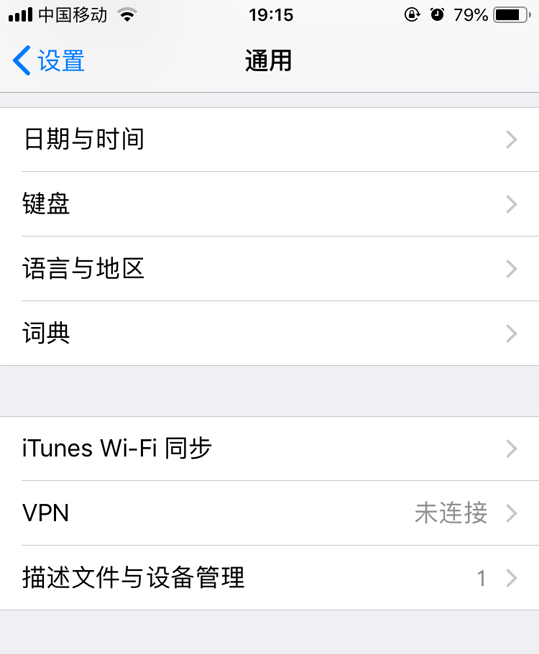 中国移动 19:15 79%
设置 通用
日期与时间
键盘
语言与地区
词典
iTunes Wi-Fi 同步
VPN 未连接
描述文件与设备管理 1